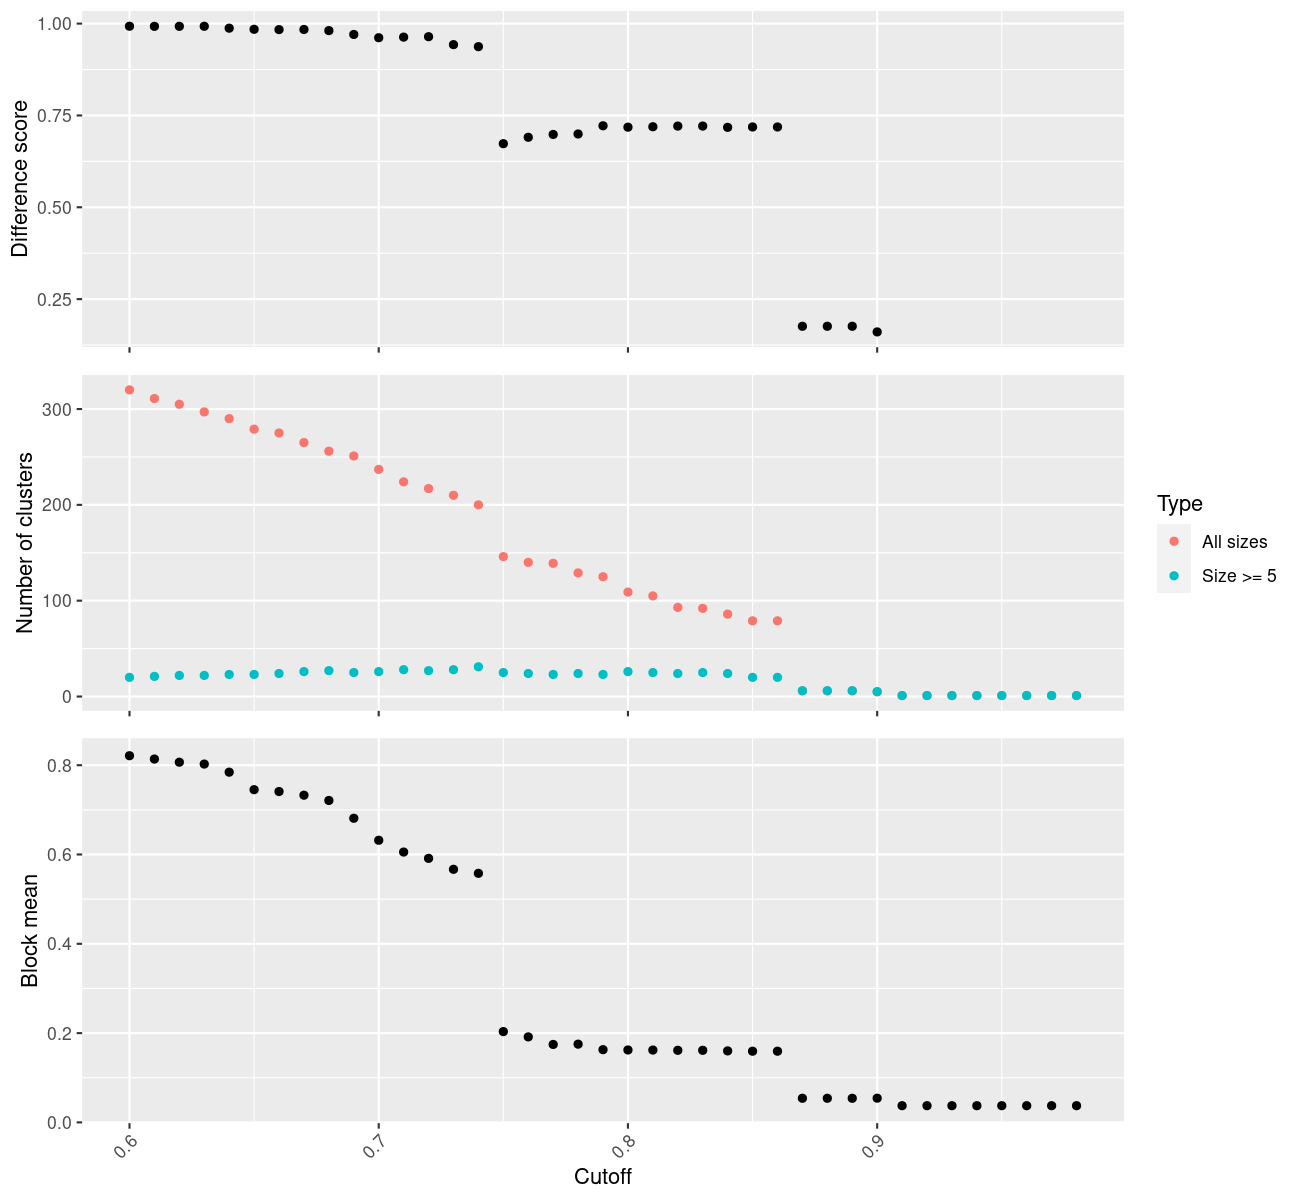 Difference score
1.00
0.75
0.50
0.25
Number of clusters
300
200
100
0
Type
All sizes
Size >= 5
Block mean
0.8
0.6
0.4
0.2
0.0
0.6 0.7 0.8 0.9
Cutoff